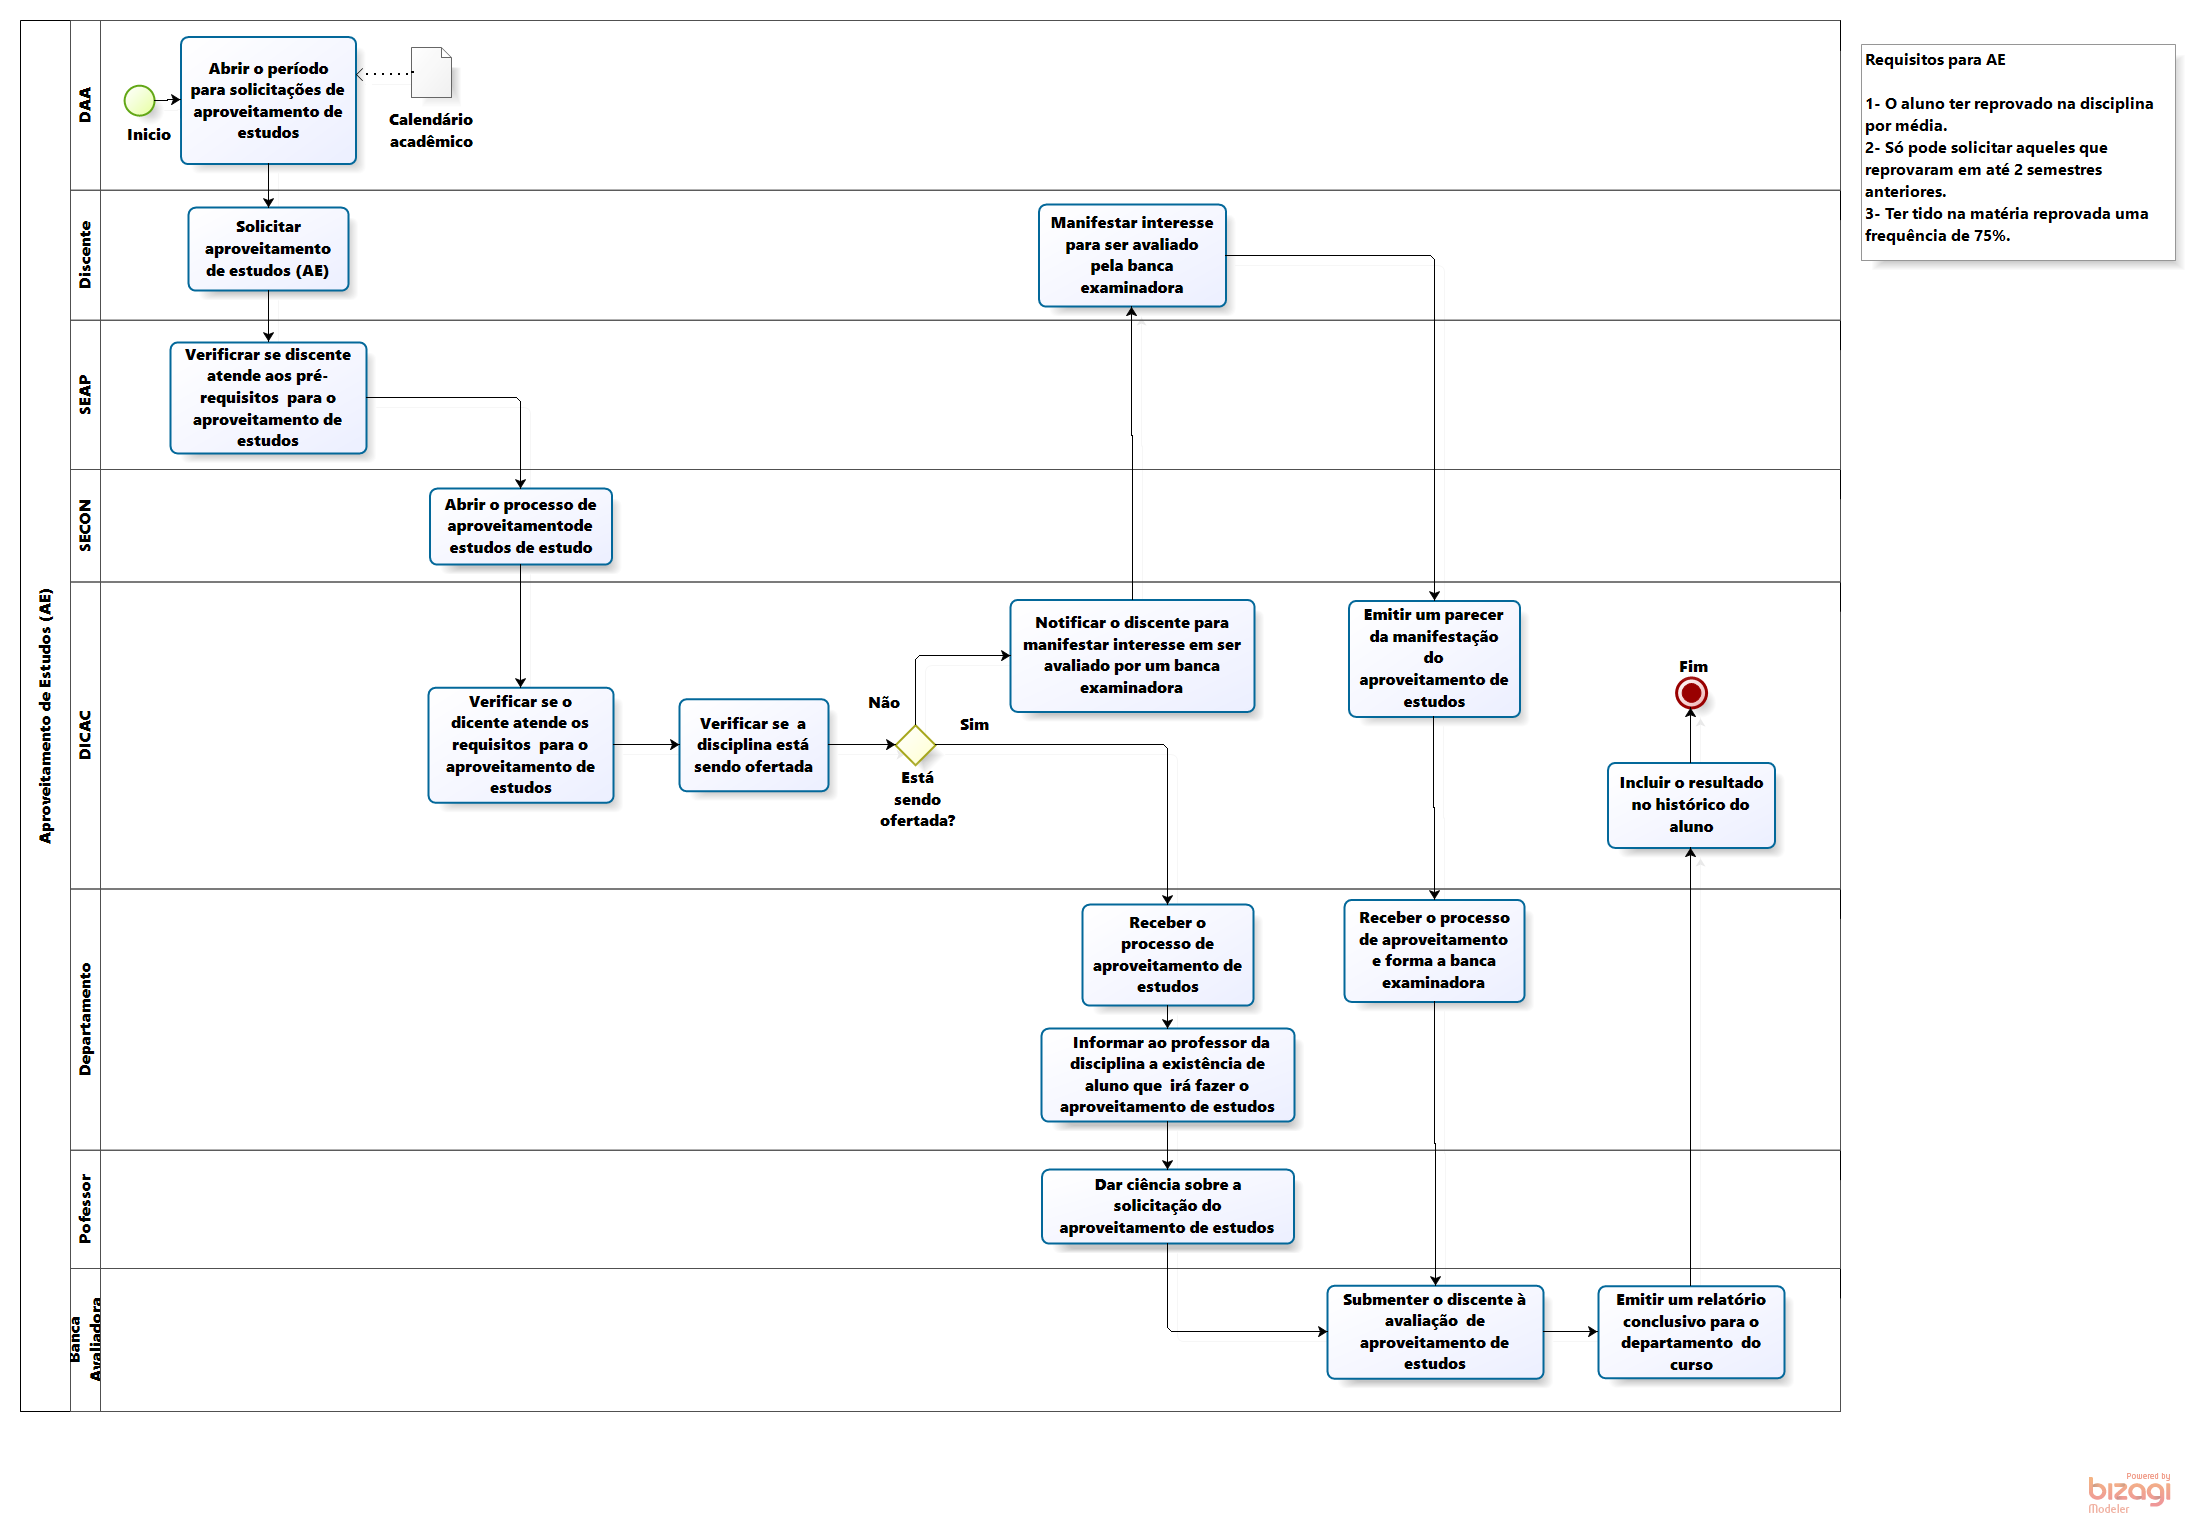 Aproveitamento de Estudos (AE)
DAA
Inicio
Abrir o período
para solicitações de
aproveitamento de
estudos
Calendário
acadêmico
Discente
Solicitar
aproveitamento
de estudos (AE)
Manifestar interesse
para ser avaliado
pela banca
examinadora
SEAP
Verificrar se discente
atende aos pré-
requisitos para o
aproveitamento de
estudos
SECON
Abrir o processo de
aproveitamentode
estudos de estudo
DICAC
Verificar se o
dicente atende os
requisitos para o
aproveitamento de
estudos
Verificar se a
disciplina está
sendo ofertada
Não
Sim
Está
sendo
ofertada?
Notificar o discente para
manifestar interesse em ser
avaliado por um banca
examinadora
Emitir um parecer
da manifestação
do
aproveitamento de
estudos
Fim
Incluir o resultado
no histórico do
aluno
Departamento
Receber o
processo de
aproveitamento de
estudos
Informar ao professor da
disciplina a existência de
aluno que irá fazer o
aproveitamento de estudos
Receber o processo
de aproveitamento
e forma a banca
examinadora
Pofessor
Dar ciência sobre a
solicitação do
aproveitamento de estudos
Banca
Avaliadora
Submenter o discente à
avaliação de
aproveitamento de
estudos
Emitir um relatório
conclusivo para o
departamento do
curso
Requisitos para AE
1- O aluno ter reprovado na disciplina
por média.
2- Só pode solicitar aqueles que
reprovaram em até 2 semestres
anteriores.
3- Ter tido na matéria reprovada uma
frequência de 75%.
Powered by
bizagi
Modeler